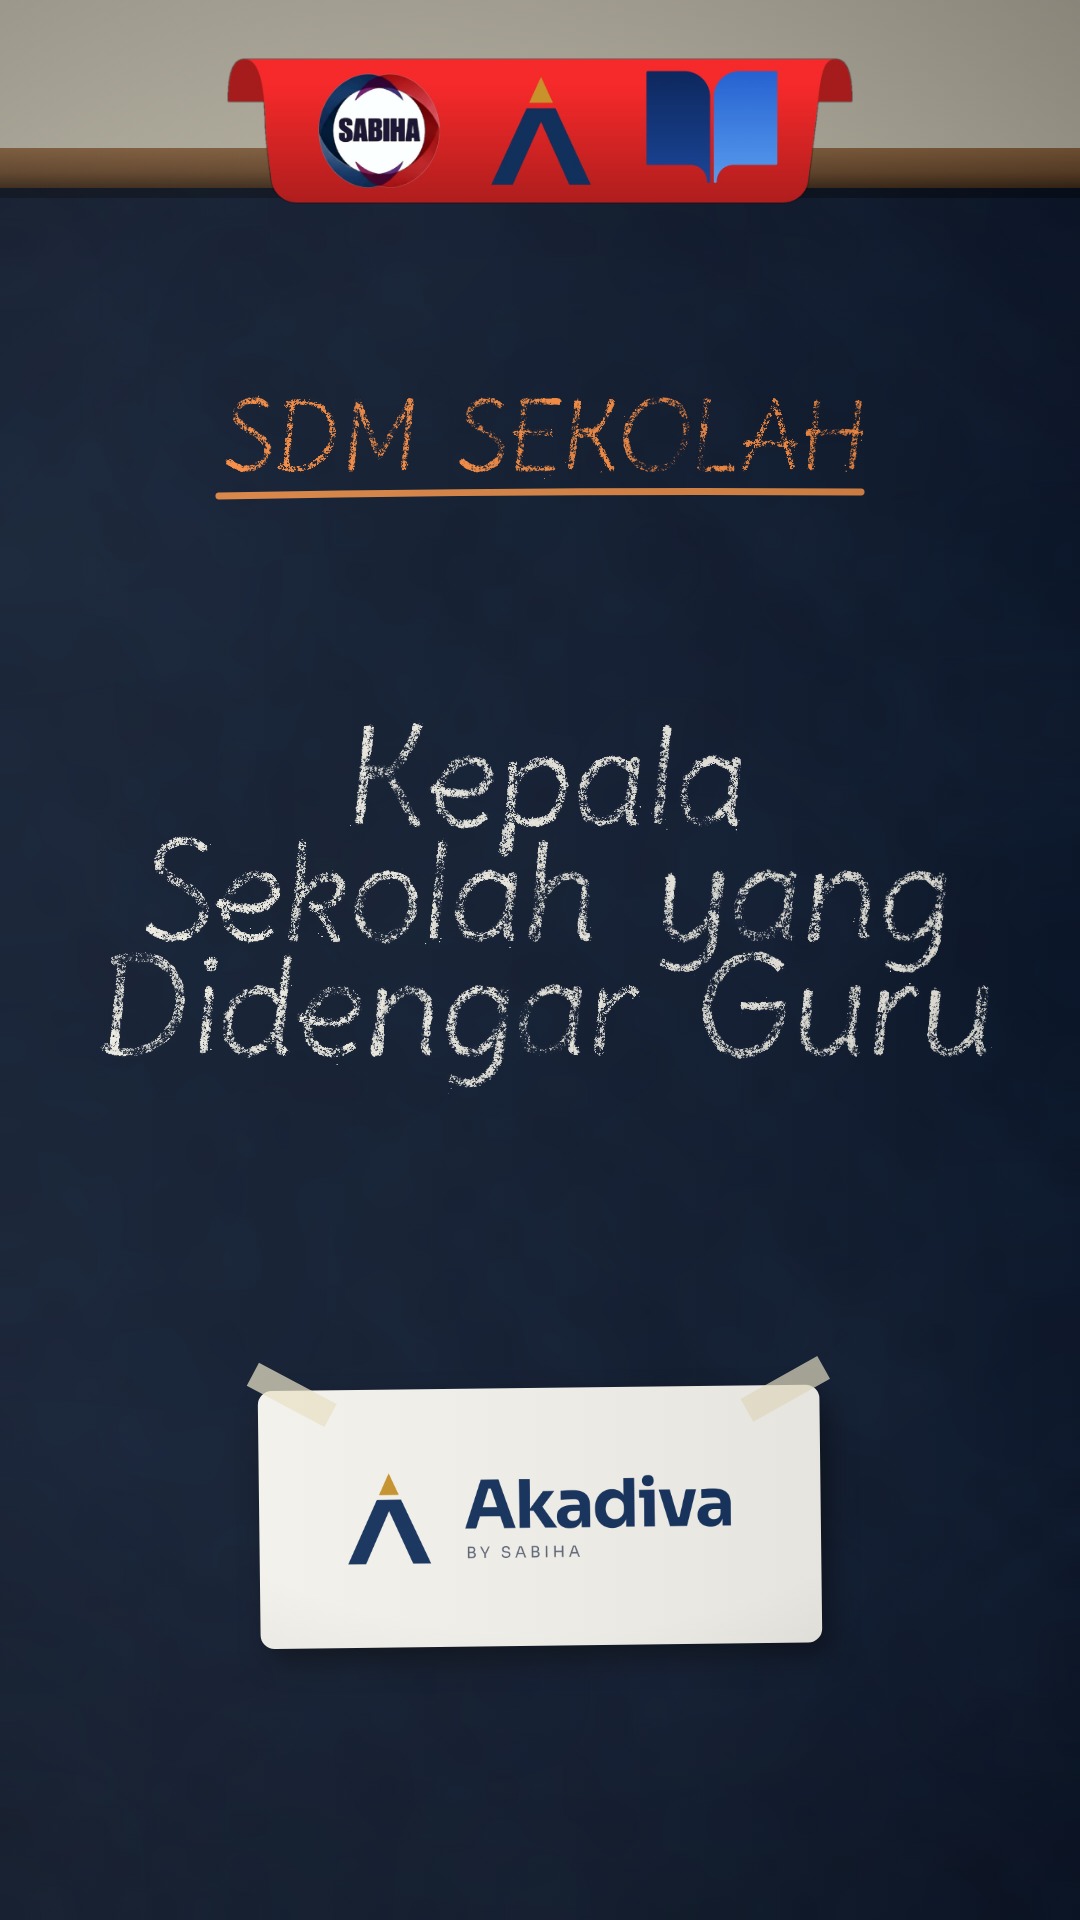 SABIHA
SDM SEKOLAH
Kepala
Sekolah yang
Didengar Guru
Akadiva
BY SABIHA